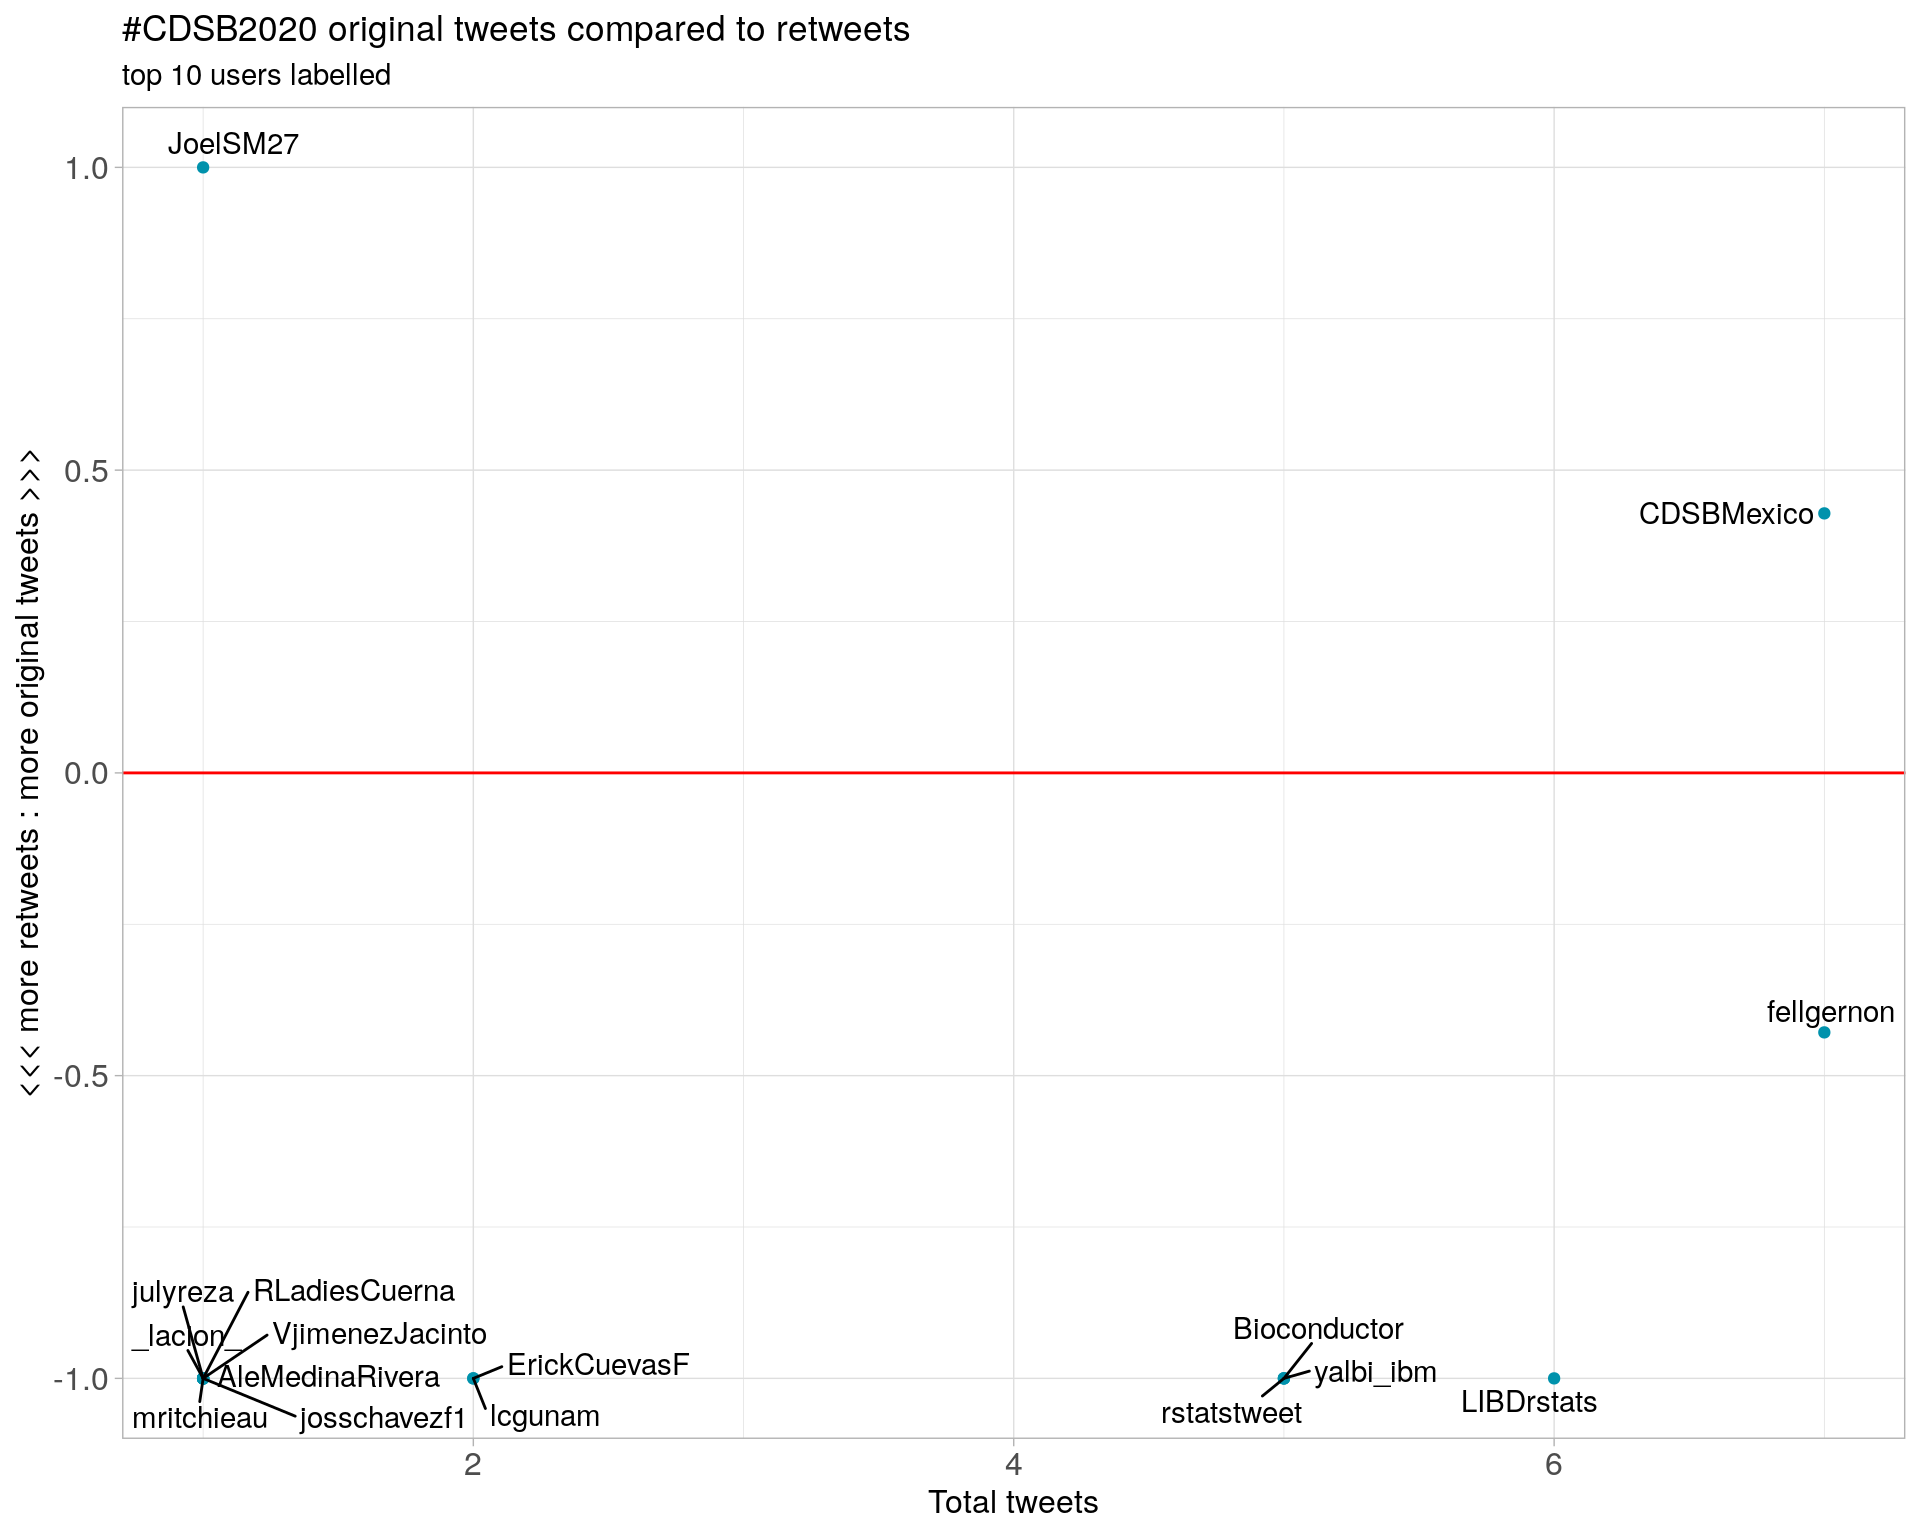 #CDSB2020 original tweets compared to retweets
top 10 users labelled
<<< more retweets : more original tweets >>>
1.0
0.5
0.0
-0.5
-1.0
JoelSM27
CDSBMexico
fellgernon
julyreza
RLadiesCuerna
_lacion_
VjimenezJacinto
AleMedinaRivera
mritchieau
josschavezf1
ErickCuevasF
lcgunam
Bioconductor
yalbi_ibm
rstatstweet
LIBDrstats
2
4
6
Total tweets